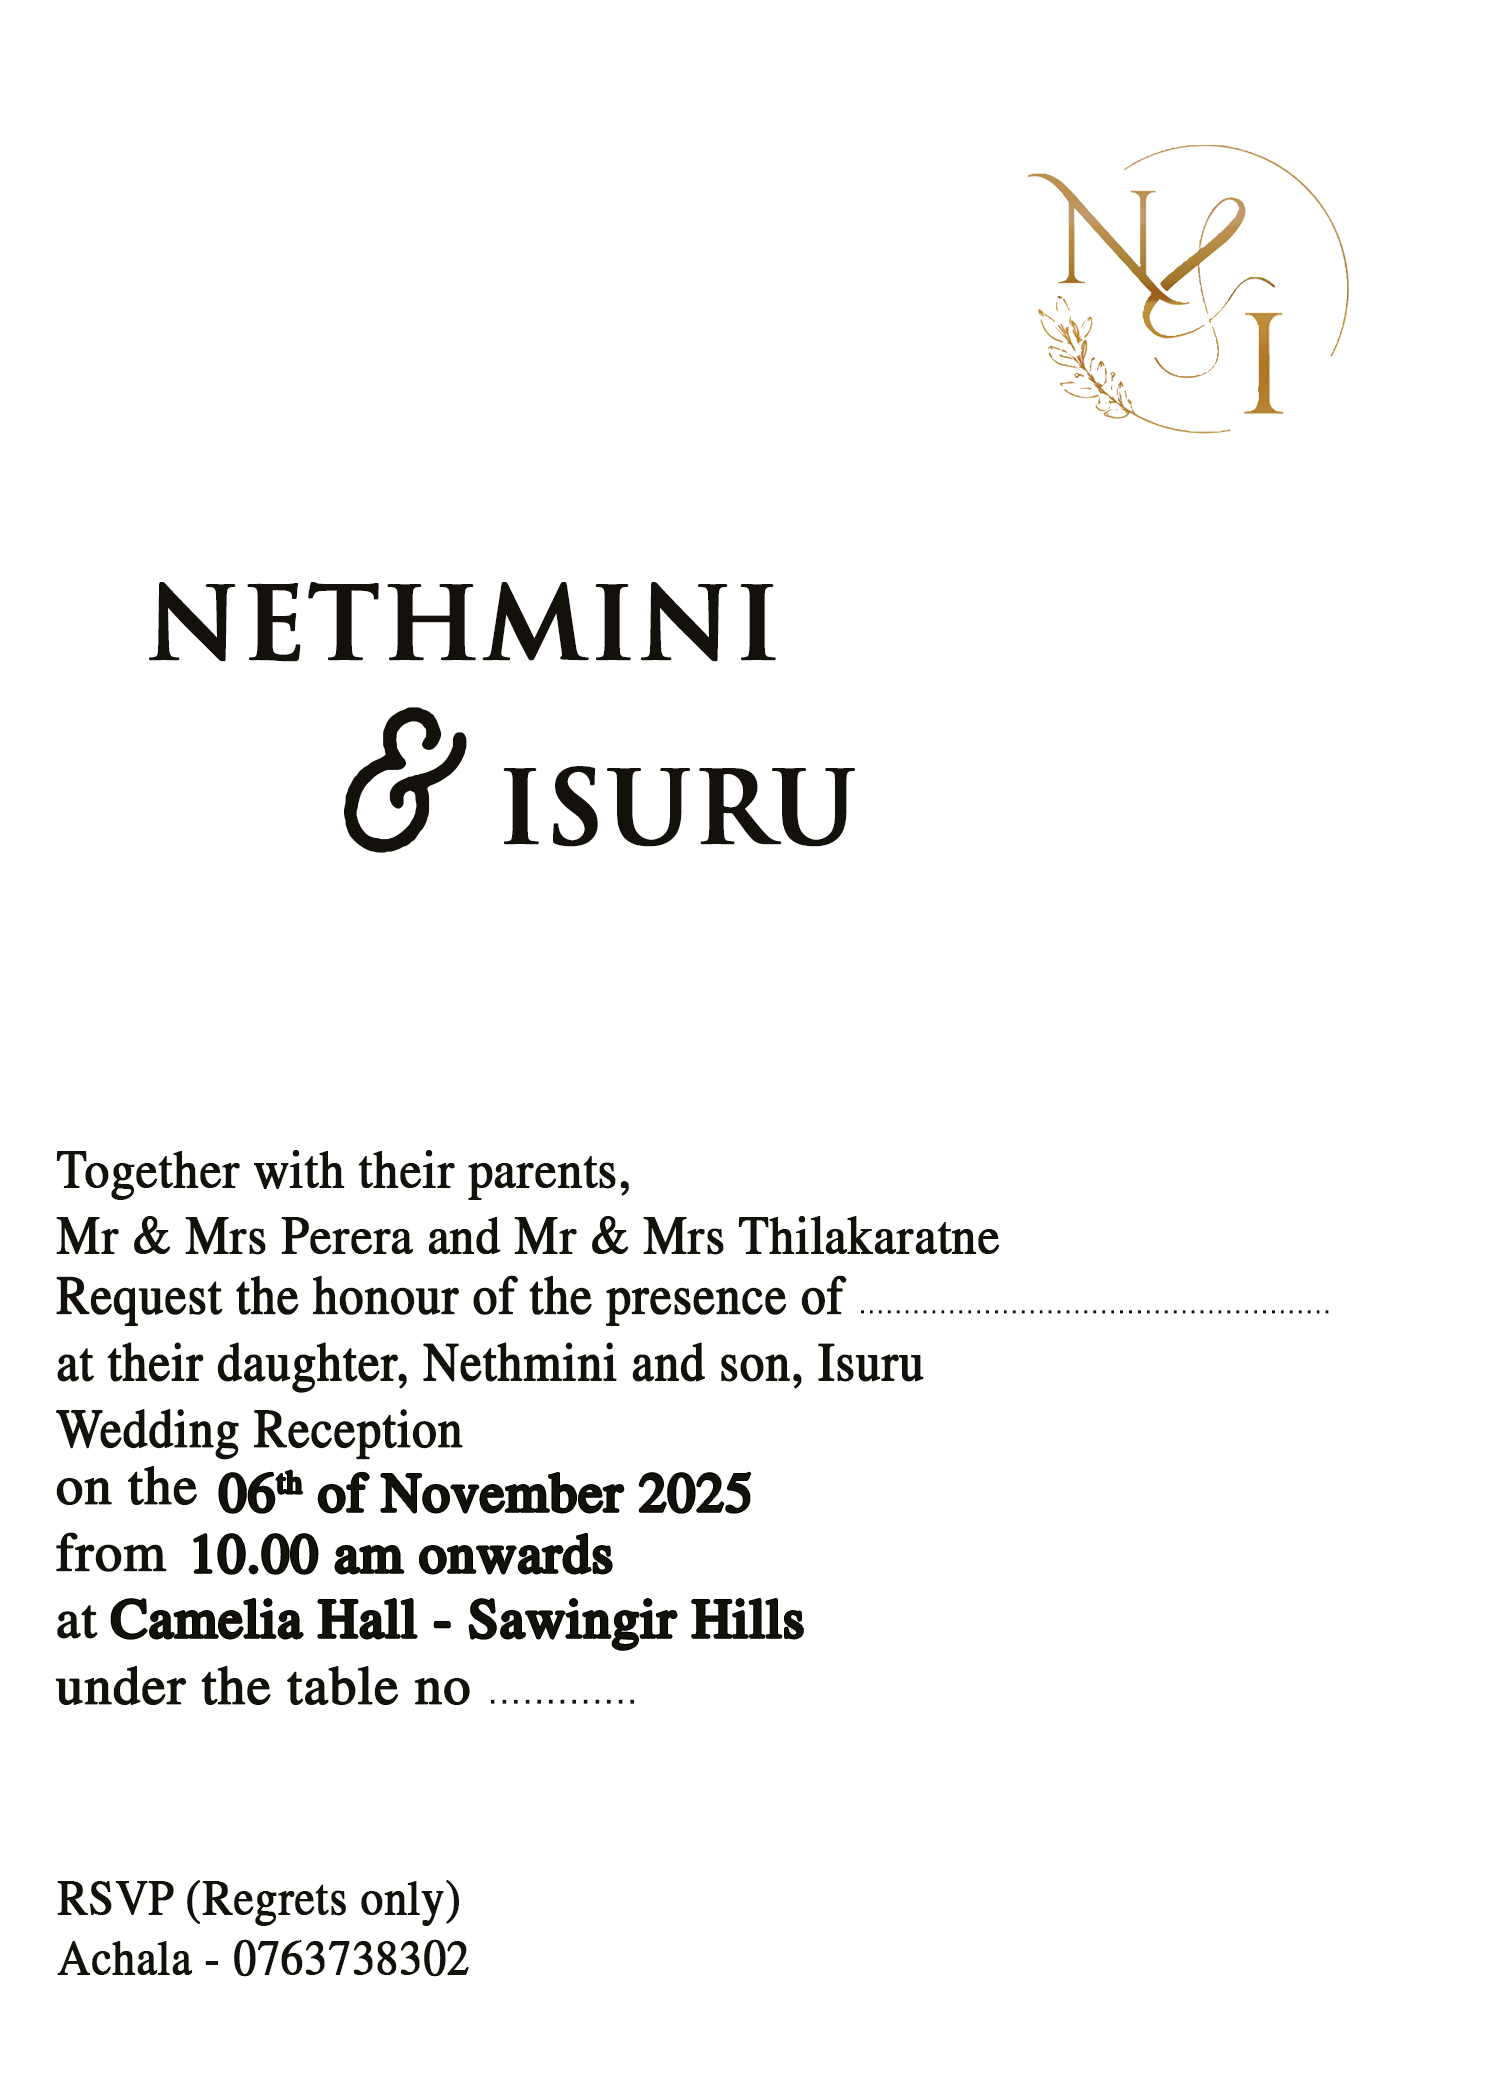 N & I
NETHMINI
& ISURU
Together with their parents,
Mr & Mrs Perera and Mr & Mrs Thilakaratne
Request the honour of the presence of ....................................................
at their daughter, Nethmini and son, Isuru
Wedding Reception
on the 06th of November 2025
from 10.00 am onwards
at Camelia Hall - Sawingir Hills
under the table no .............
RSVP (Regrets only)
Achala - 0763738302